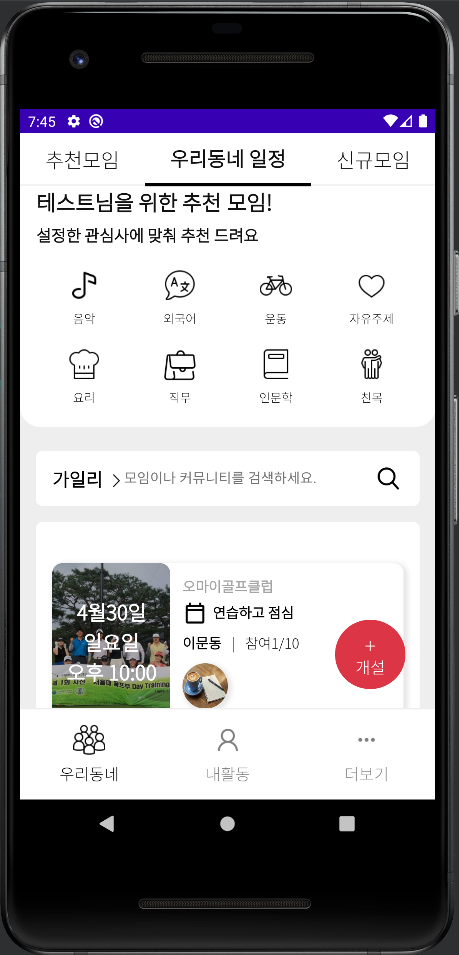 7:45
추천모임
우리동네 일정
신규모임
테스트님을 위한 추천 모임!
설정한 관심사에 맞춰 추천 드려요
음악
외국어
운동
자유주제
요리
직무
인문학
친목
가일리 >
모임이나 커뮤니티를 검색하세요.
오마이골프클럽
4월30일
일요일
오후 10:00
연습하고 점심
이문동 | 참여1/10
+
개설
우리동네
내활동
더보기